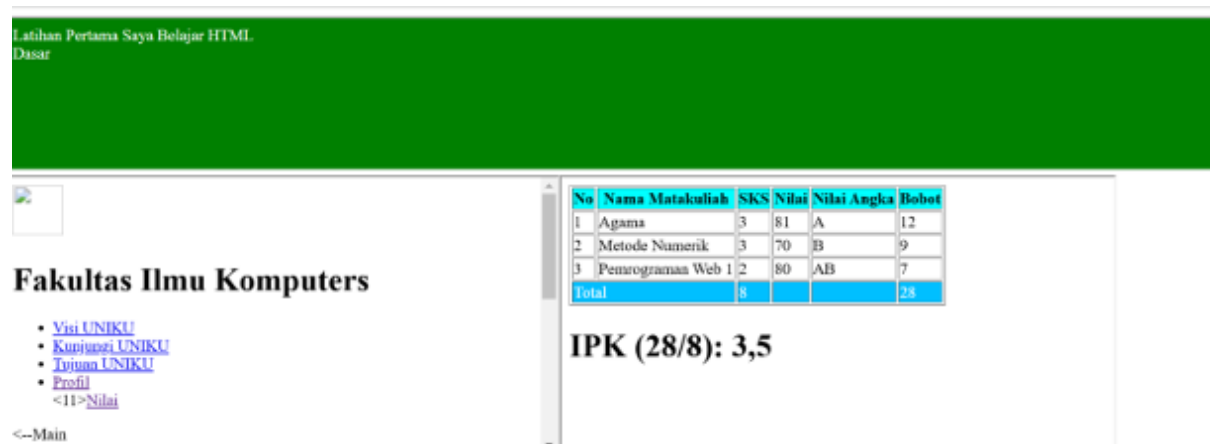 Latihan Pertama Saya Belajar HTML
Dasar
Fakultas Ilmu Komputers
Visi UNIKU
Kunjungi UNIKU
Tujuan UNIKU
Profil
<11>Nilai
<--Main
No Nama Matakuliah SKS Nilai Nilai Angka Bobot
1 Agama 3 81 A 12
2 Metode Numerik 3 70 B 9
3 Pemrograman Web 1 2 80 AB 7
Total 8 28
IPK (28/8): 3,5